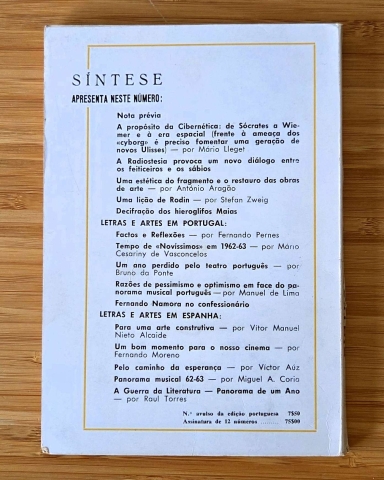 SÍNTESE
APRESENTA NESTE NÚMERO:
Nota prévia
A propósito da Cibernética: de Sócrates a Wie-
mer e à era espacial (frente à ameaça dos
«cyborg» é preciso fomentar uma geração de
novos Ulisses) — por Mário Lleget
A Radiostesia provoca um novo diálogo entre
os feiticeiros e os sábios
Uma estética do fragmento e o restauro das obras
de arte — por António Aragão
Uma lição de Rodin — por Stefan Zweig
Decifração dos hieroglifos Maias
LETRAS E ARTES EM PORTUGAL:
Factos e Reflexões — por Fernando Pernes
Tempo de «Novíssimos» em 1962-63 — por Mário
Cesariny de Vasconcelos
Um ano perdido pelo teatro português — por
Bruno da Ponte
Razões de pessimismo e optimismo em face do pa-
norama musical português — por Manuel de Lima
Fernando Namora no confessionário
LETRAS E ARTES EM ESPANHA:
Para uma arte construtiva — por Vítor Manuel
Nieto Alcaide
Um bom momento para o nosso cinema — por
Fernando Moreno
Pelo caminho da esperança — por Victor Aúz
Panorama musical 62-63 — por Miguel A. Coria
A Guerra da Literatura — Panorama de um Ano
— por Raul Torres
N.º avulso da edição portuguesa 7$50
Assinatura de 12 números ......... 75$00